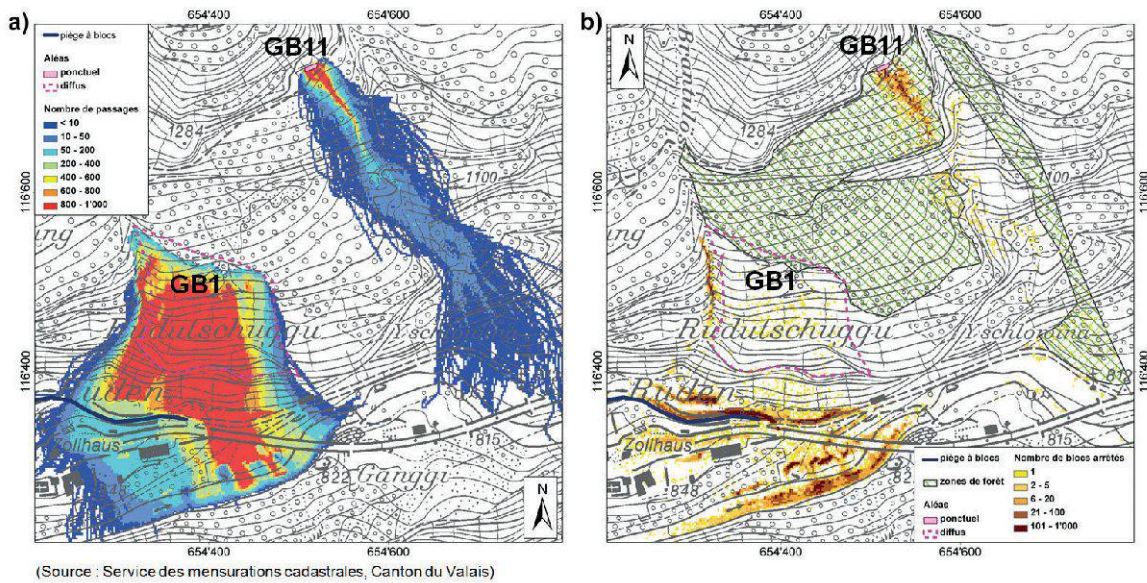 654'400
654'600
a)
piège à blocs
Aléas
ponctuel
diffus
Nombre de passages
< 10
10 - 50
50 - 200
200 - 400
400 - 600
600 - 800
800 - 1'000
GB11
N
1284
1100
116'600
GB1
Rudutschuggu
116'400
Zollhaus
815
822
848
Ganggi
N
654'400
654'600
654'400
654'600
b)
N
GB11
1284
1100
116'600
GB1
Rudutschuggu
116'400
Ruden
Zollhaus
815
848
piège à blocs
zones de forêt
Aléas
ponctuel
diffus
Nombre de blocs arrêtés
1
2 - 5
6 - 20
21 - 100
101 - 1'000
654'400
654'600
(Source : Service des mensurations cadastrales, Canton du Valais)